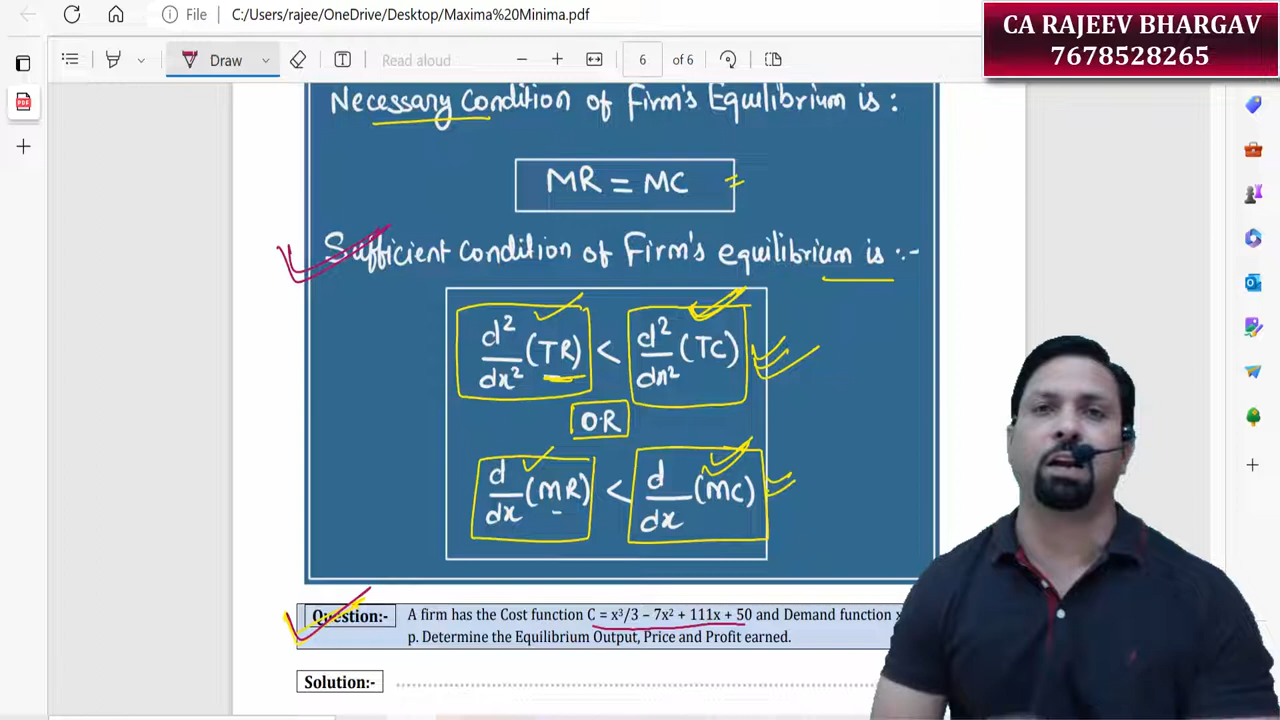 File
C:/Users/rajee/OneDrive/Desktop/Maxima%20Minima.pdf
CA RAJEEV BHARGAV
7678528265
Draw
Read aloud
6 of 6
Necessary Condition of Firm's Equilibrium is :
MR = MC
Sufficient Condition of Firm's equilibrium is :-
d²/dx² (TR) < d²/dx² (TC)
O.R
d/dx (MR) < d/dx (MC)
Question:- A firm has the Cost function C = x³/3 – 7x² + 111x + 50 and Demand function x
p. Determine the Equilibrium Output, Price and Profit earned.
Solution:-